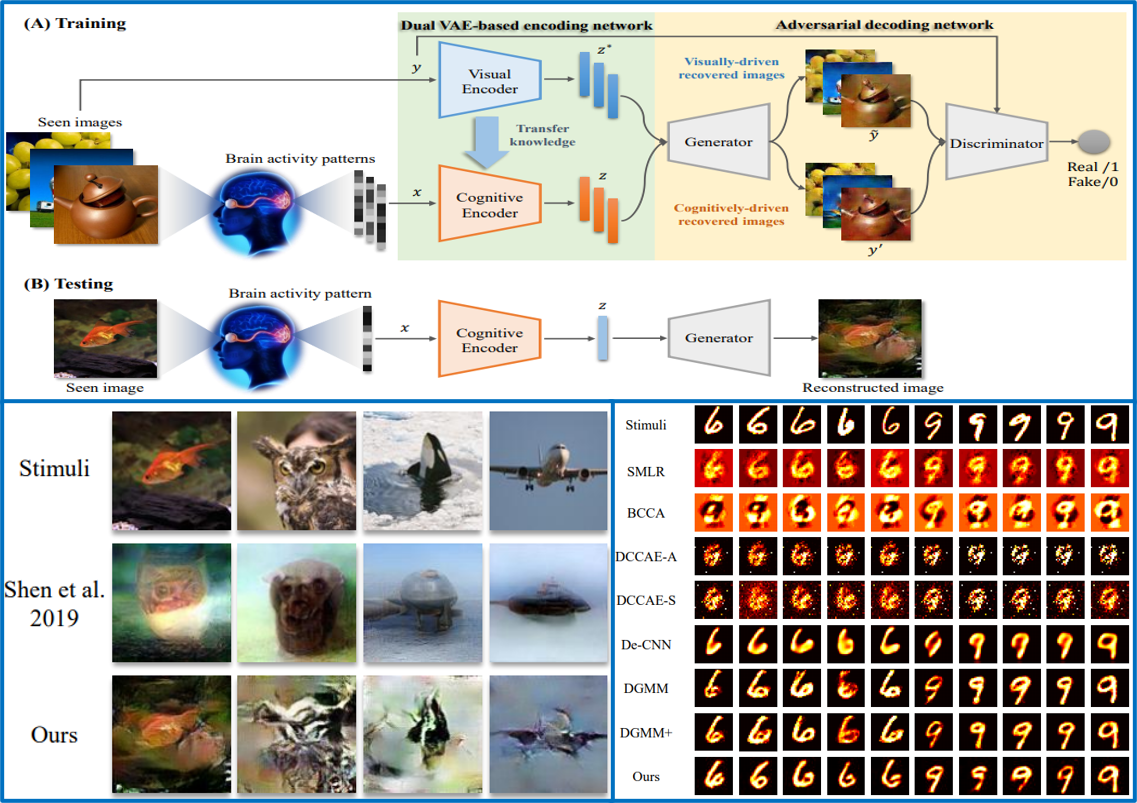 (A) Training
Dual VAE-based encoding network
Adversarial decoding network
y
z*
Visual
Encoder
Visually-driven
recovered images
Seen images
Transfer
knowledge
Generator
ỹ
Discriminator
Brain activity patterns
x
Cognitive
Encoder
z
Real /1
Fake/0
Cognitively-driven
recovered images
y′
(B) Testing
Brain activity pattern
x
Cognitive
Encoder
z
Generator
Seen image
Reconstructed image
Stimuli
Shen et al.
2019
Ours
Stimuli
SMLR
BCCA
DCCAE-A
DCCAE-S
De-CNN
DGMM
DGMM+
Ours